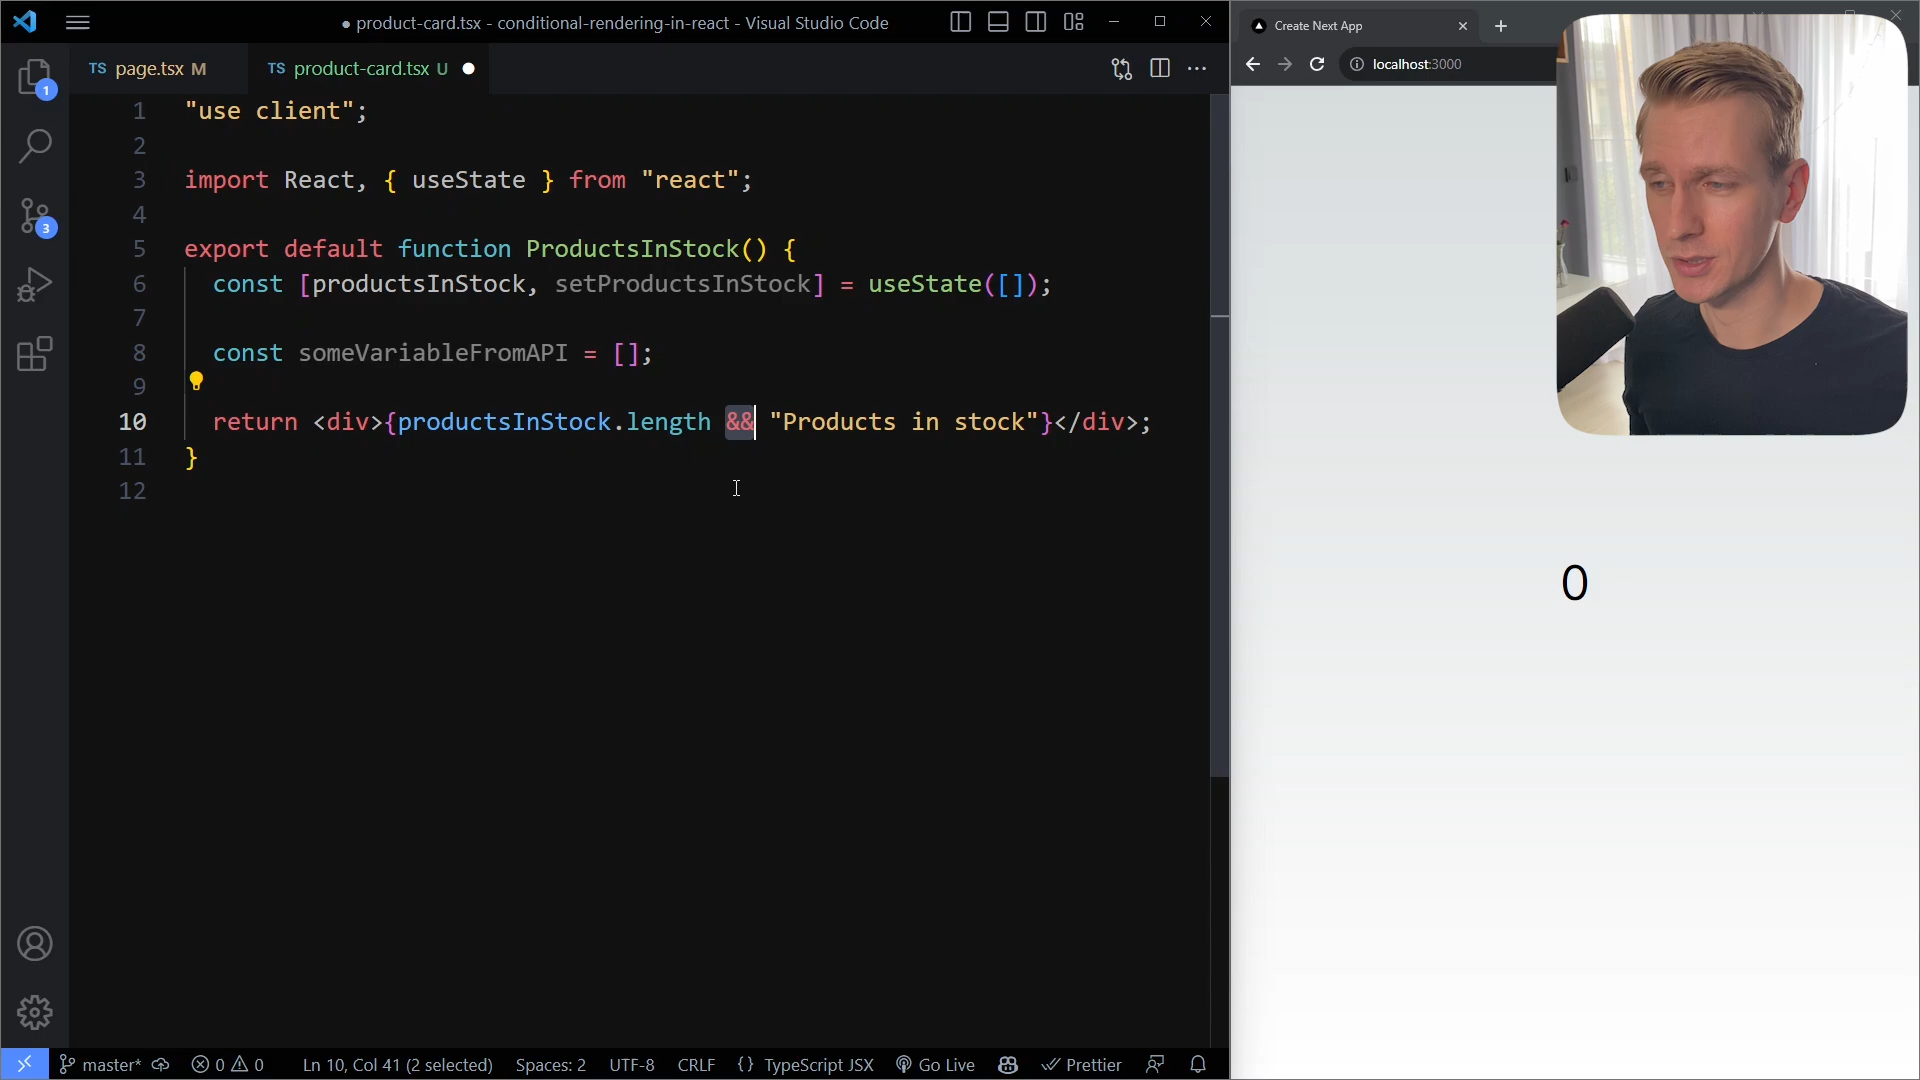 product-card.tsx - conditional-rendering-in-react - Visual Studio Code
TS page.tsx M
TS product-card.tsx U
1 "use client";
2
3 import React, { useState } from "react";
4
5 export default function ProductsInStock() {
6 const [productsInStock, setProductsInStock] = useState([]);
7
8 const someVariableFromAPI = [];
9
10 return <div>{productsInStock.length && "Products in stock"}</div>;
11 }
12
1
3
master* 0 0 Ln 10, Col 41 (2 selected) Spaces: 2 UTF-8 CRLF {} TypeScript JSX Go Live Prettier
Create Next App
localhost:3000
0